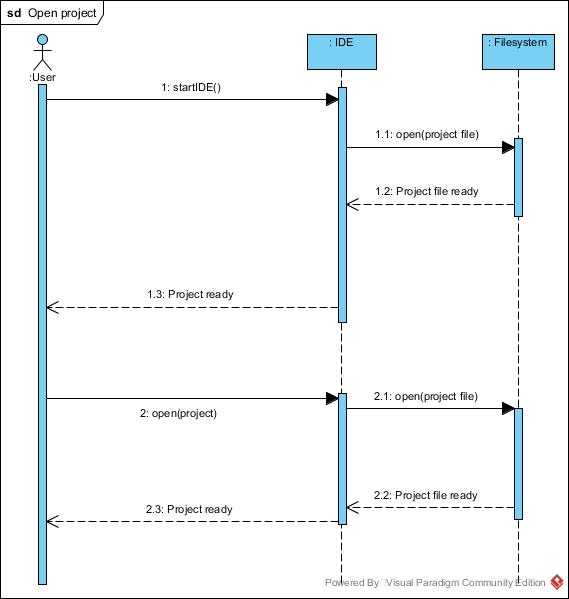 sd Open project
:User
: IDE
: Filesystem
1: startIDE()
1.1: open(project file)
1.2: Project file ready
1.3: Project ready
2: open(project)
2.1: open(project file)
2.2: Project file ready
2.3: Project ready
Powered By Visual Paradigm Community Edition